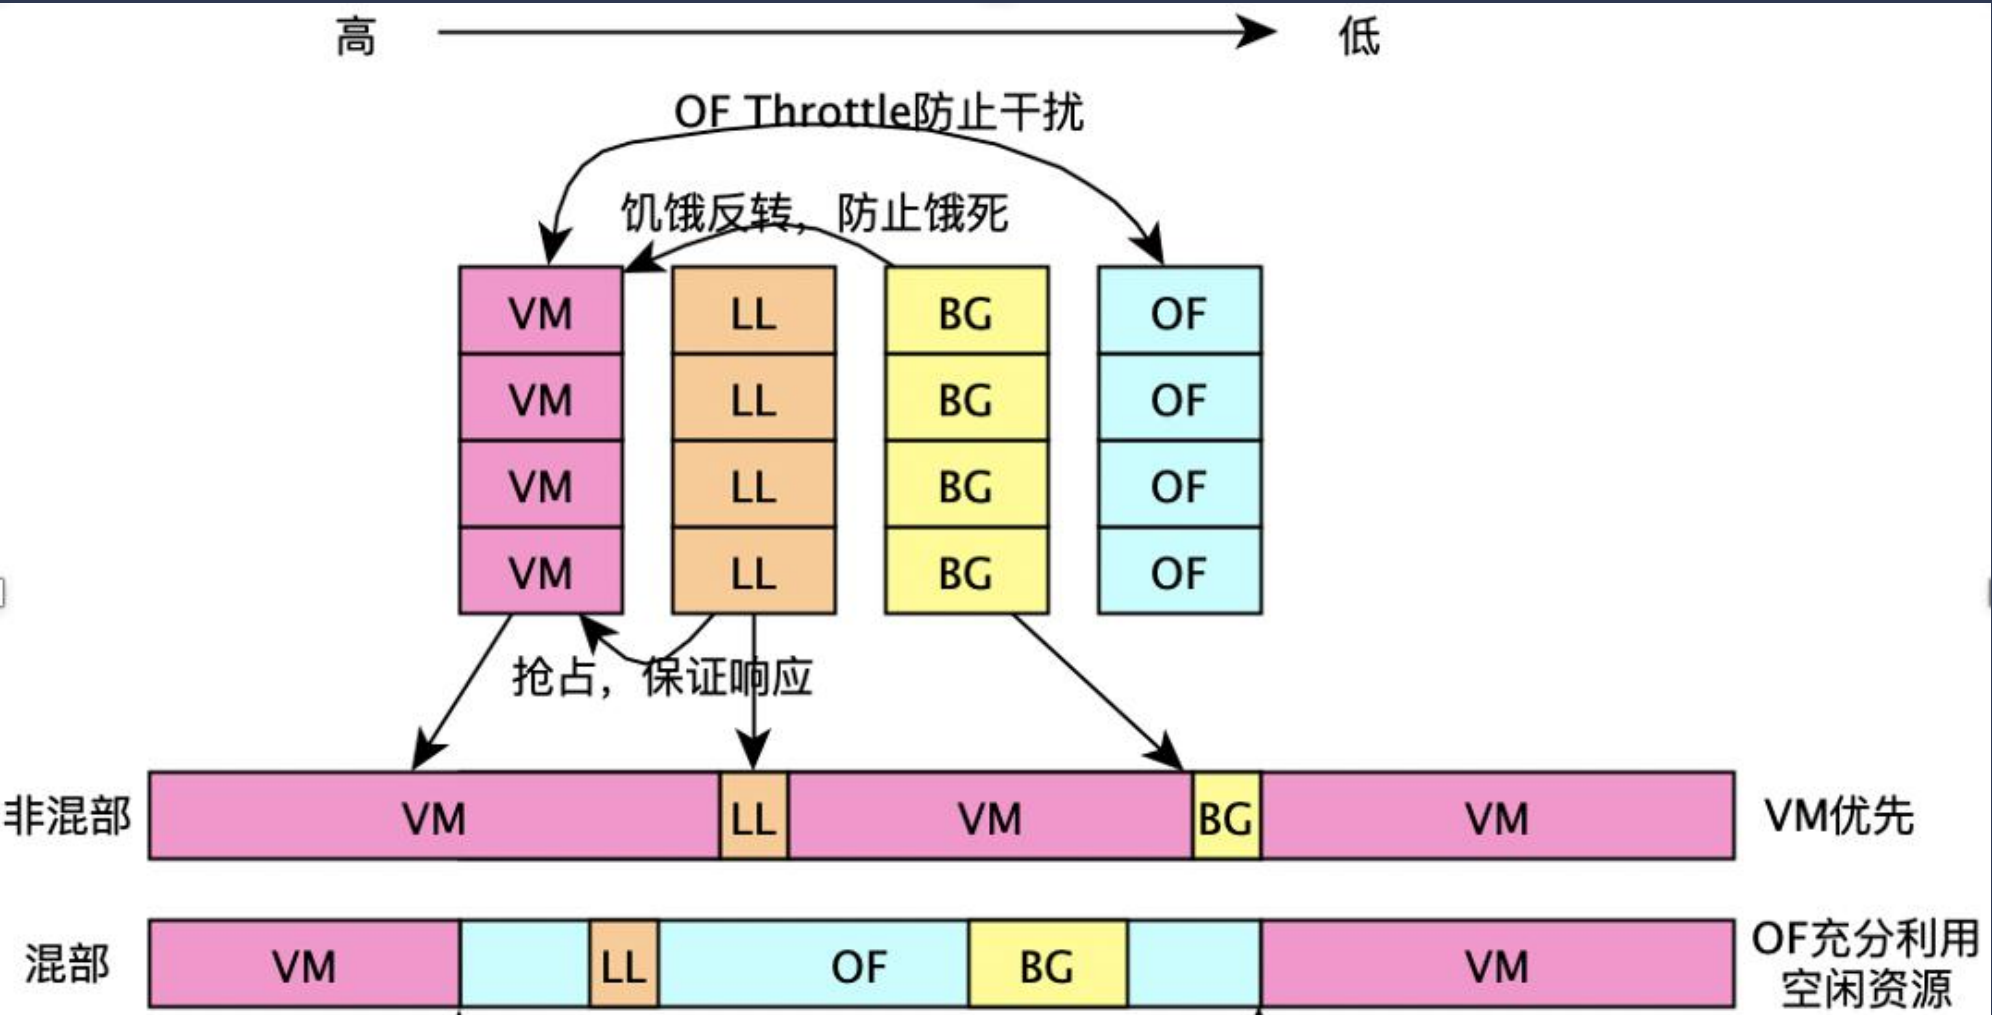 高
低
OF Throttle防止干扰
饥饿反转，防止饿死
VM
LL
BG
OF
VM
LL
BG
OF
VM
LL
BG
OF
VM
LL
BG
OF
抢占，保证响应
非混部
VM
LL
VM
BG
VM
VM优先
混部
VM
LL
OF
BG
VM
OF充分利用
空闲资源